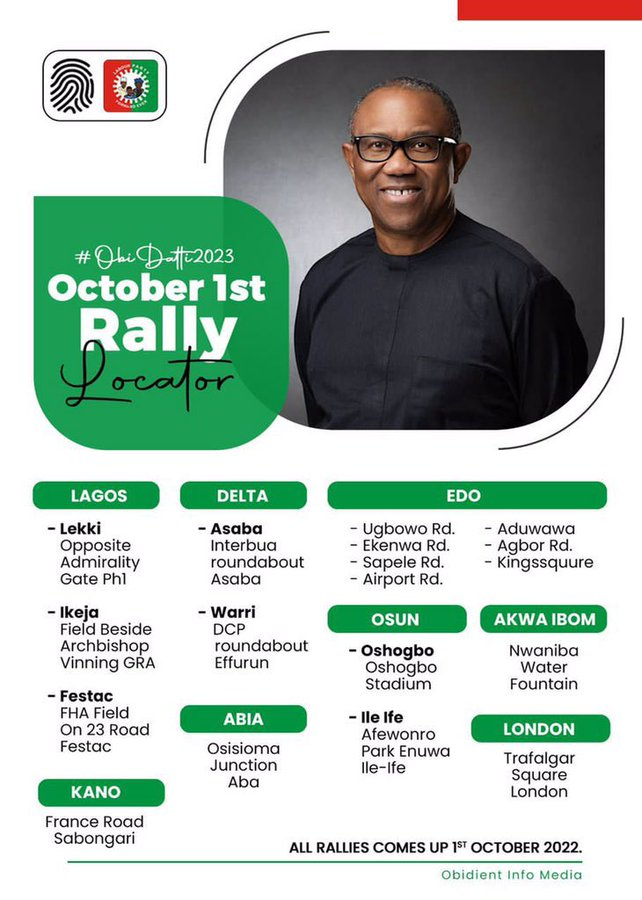 LABOUR PARTY
#ObiDatti2023
October 1st
Rally
Locator
LAGOS
- Lekki
Opposite
Admirality
Gate Ph1
- Ikeja
Field Beside
Archbishop
Vinning GRA
- Festac
FHA Field
On 23 Road
Festac
KANO
France Road
Sabongari
DELTA
- Asaba
Interbua
roundabout
Asaba
- Warri
DCP
roundabout
Effurun
ABIA
Osisioma
Junction
Aba
EDO
- Ugbowo Rd.
- Ekenwa Rd.
- Sapele Rd.
- Airport Rd.
- Aduwawa
- Agbor Rd.
- Kingssquure
OSUN
- Oshogbo
Oshogbo
Stadium
- Ile Ife
Afewonro
Park Enuwa
Ile-Ife
AKWA IBOM
Nwaniba
Water
Fountain
LONDON
Trafalgar
Square
London
ALL RALLIES COMES UP 1ST OCTOBER 2022.
Obidient Info Media